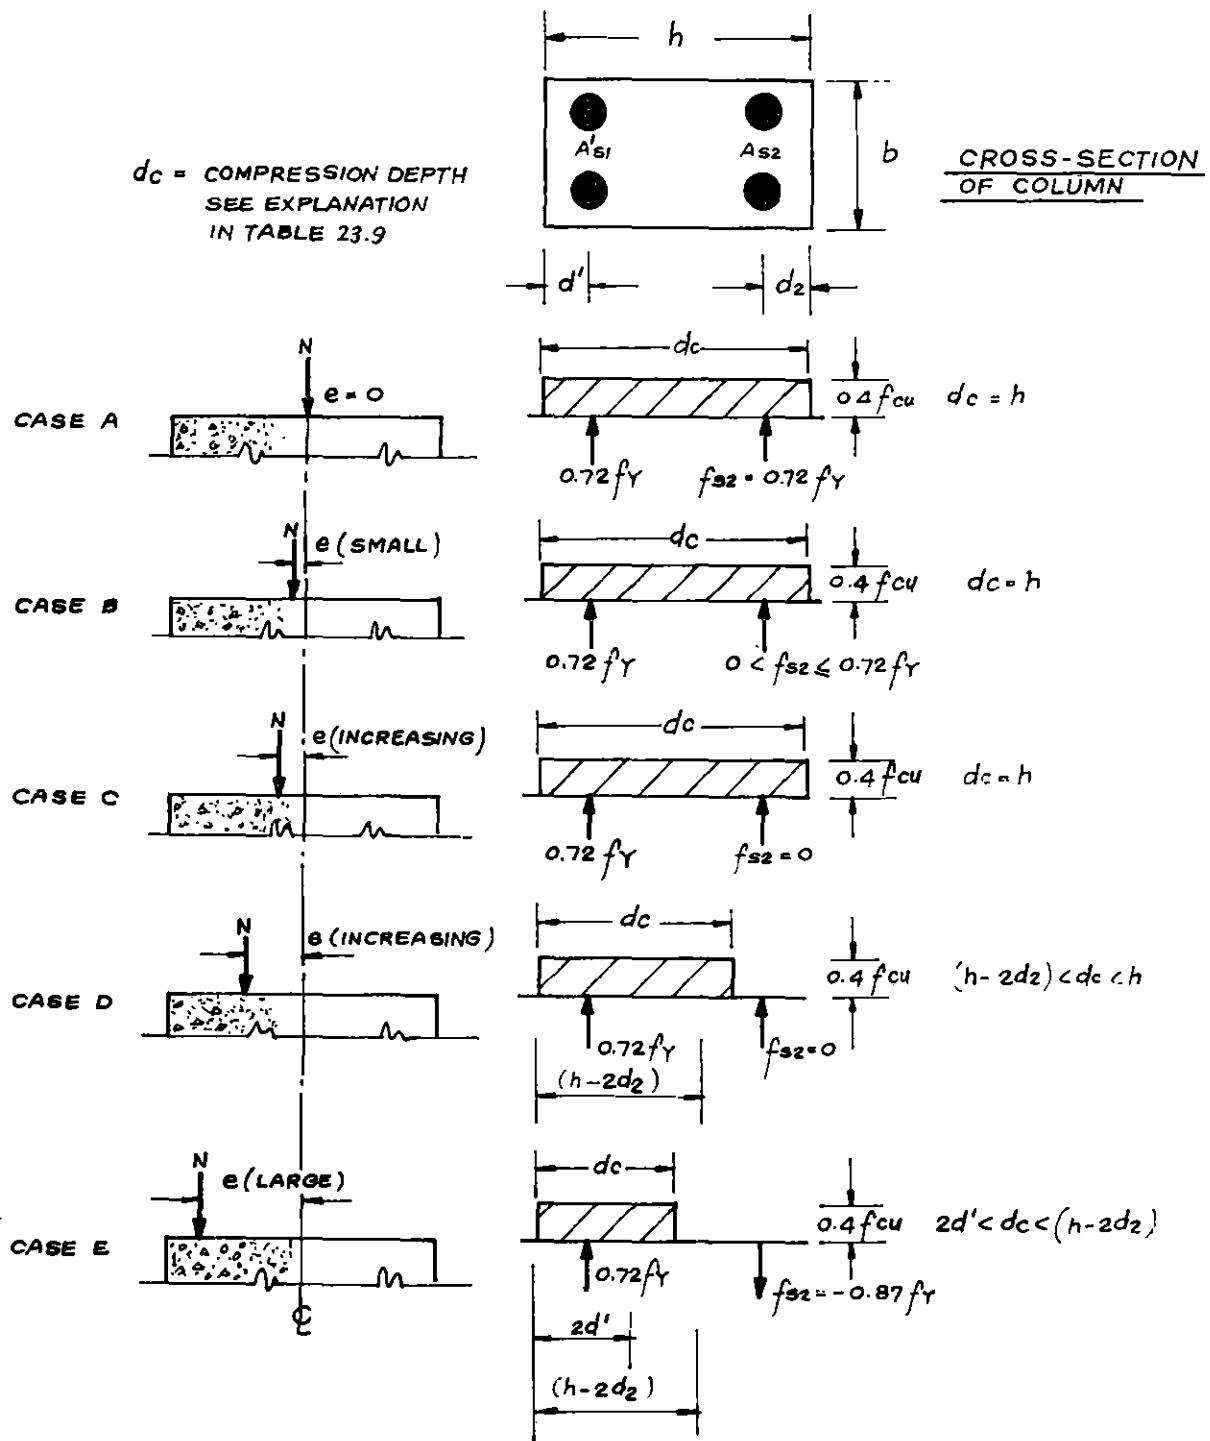 h
A's1
As2
b
CROSS-SECTION
OF COLUMN
dc = COMPRESSION DEPTH
SEE EXPLANATION
IN TABLE 23.9
d'
d2
CASE A
N
e = 0
dc
0.4 fcu
dc = h
0.72 fY
fs2 = 0.72 fY
CASE B
N
e (SMALL)
dc
0.4 fcu
dc = h
0.72 fY
0 < fs2 ≤ 0.72 fY
CASE C
N
e (INCREASING)
dc
0.4 fcu
dc = h
0.72 fY
fs2 = 0
CASE D
N
e (INCREASING)
dc
0.4 fcu
(h - 2d2) < dc < h
0.72 fY
fs2 = 0
(h - 2d2)
CASE E
N
e (LARGE)
dc
0.4 fcu
2d' < dc < (h - 2d2)
0.72 fY
fs2 = -0.87 fY
℄
2d'
(h - 2d2)